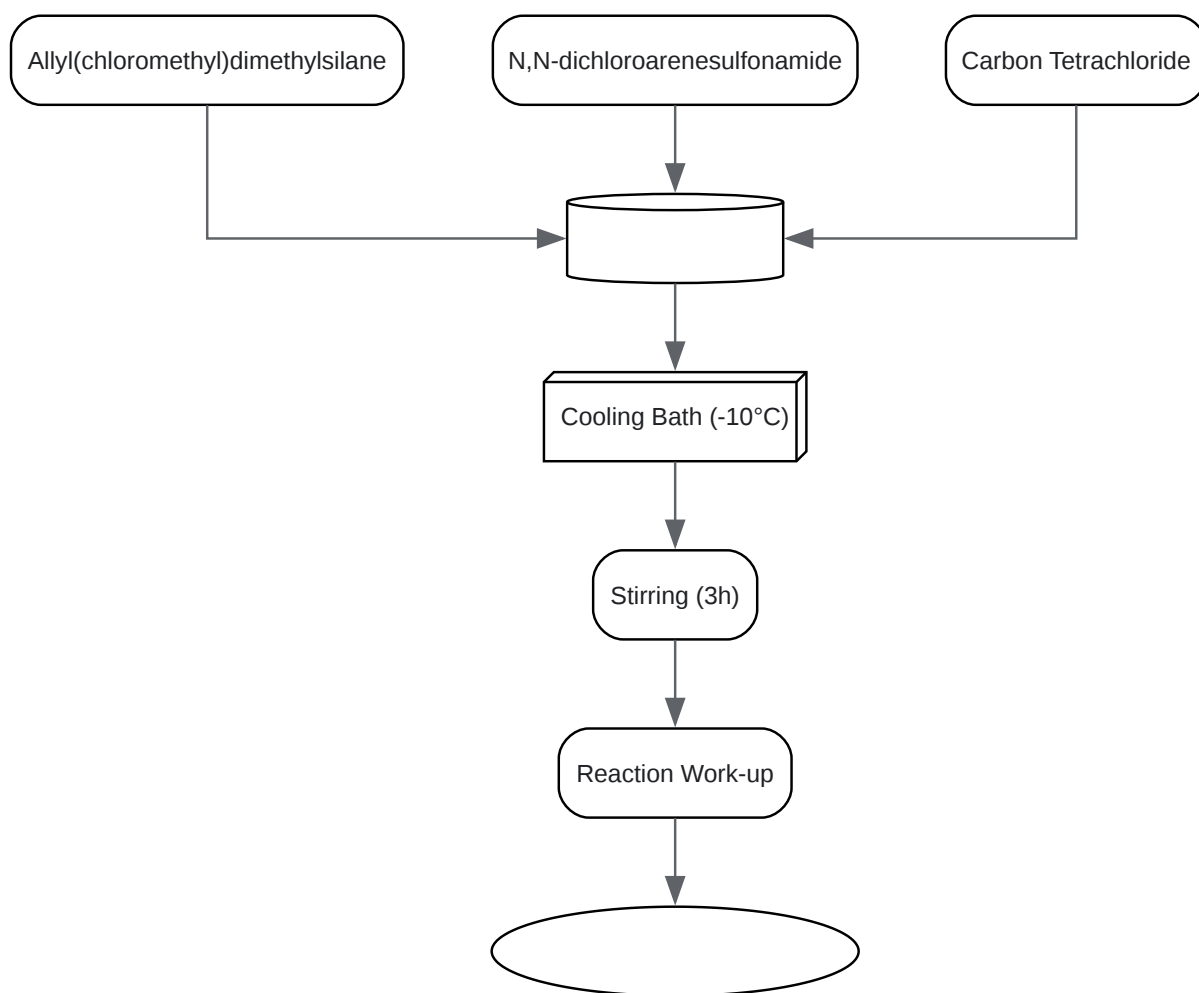 Allyl(chloromethyl)dimethylsilane
N,N-dichloroarenesulfonamide
Carbon Tetrachloride
Cooling Bath (-10°C)
Stirring (3h)
Reaction Work-up